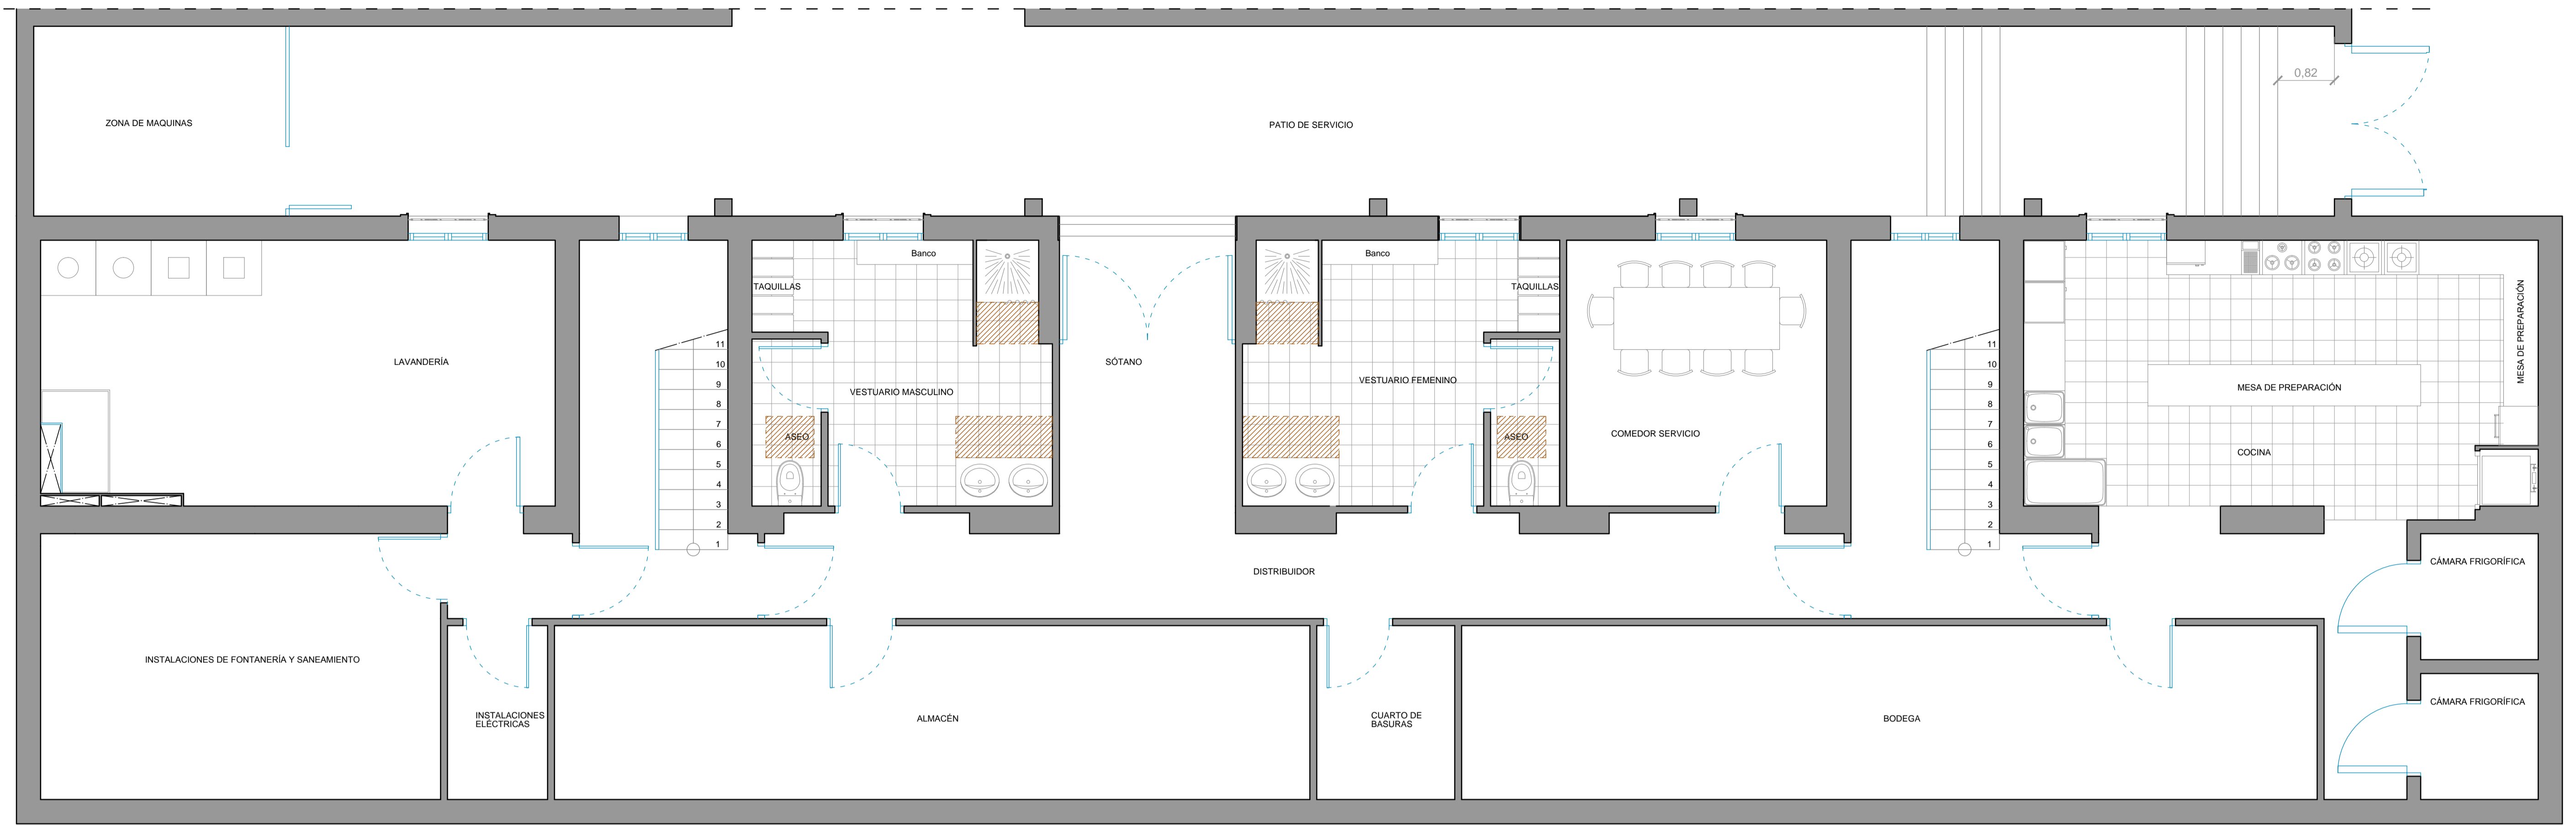 0,82
ZONA DE MAQUINAS
PATIO DE SERVICIO
Banco
Banco
TAQUILLAS
TAQUILLAS
MESA DE PREPARACIÓN
11
10
9
8
7
6
5
4
3
2
1
11
10
9
8
7
6
5
4
3
2
1
LAVANDERÍA
SÓTANO
VESTUARIO MASCULINO
VESTUARIO FEMENINO
MESA DE PREPARACIÓN
ASEO
ASEO
COMEDOR SERVICIO
COCINA
DISTRIBUIDOR
CÁMARA FRIGORÍFICA
INSTALACIONES DE FONTANERÍA Y SANEAMIENTO
INSTALACIONES
ELÉCTRICAS
ALMACÉN
CUARTO DE
BASURAS
BODEGA
CÁMARA FRIGORÍFICA